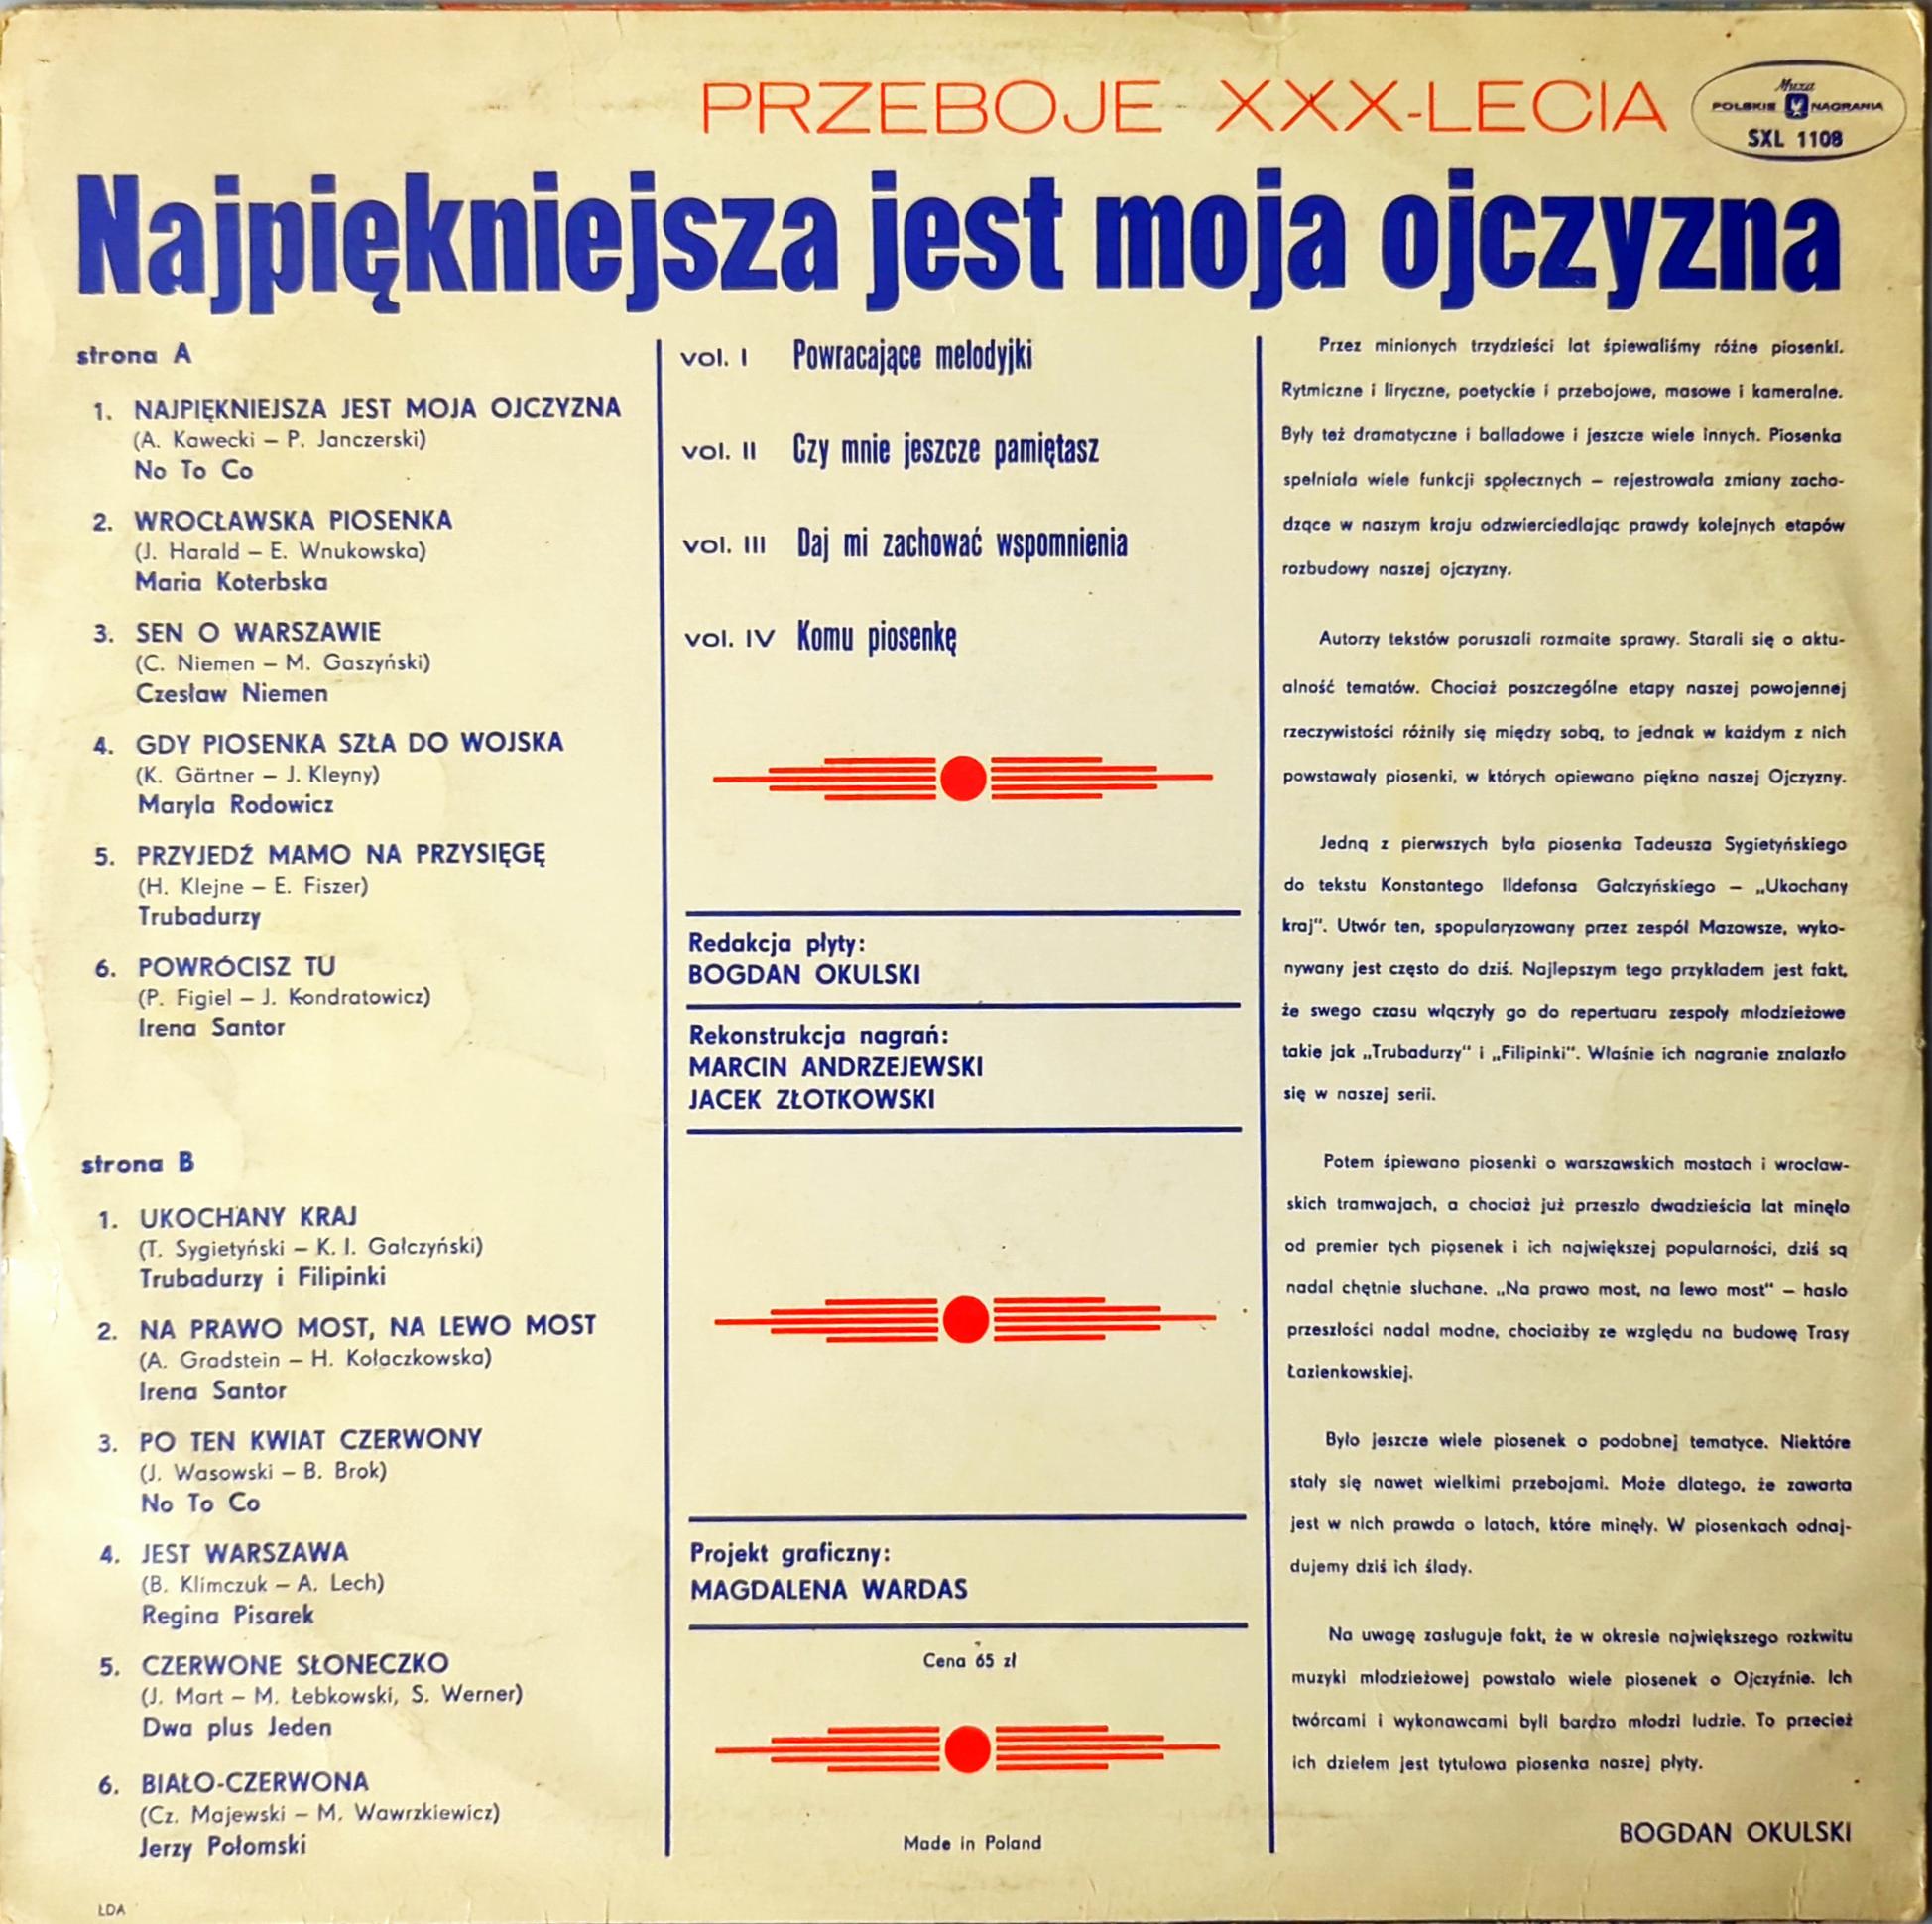 PRZEBOJE XXX-LECIA
Muza
POLSKIE NAGRANIA
SXL 1108
Najpiękniejsza jest moja ojczyzna
strona A
1. NAJPIĘKNIEJSZA JEST MOJA OJCZYZNA
(A. Kawecki – P. Janczerski)
No To Co
2. WROCŁAWSKA PIOSENKA
(J. Harald – E. Wnukowska)
Maria Koterbska
3. SEN O WARSZAWIE
(C. Niemen – M. Gaszyński)
Czesław Niemen
4. GDY PIOSENKA SZŁA DO WOJSKA
(K. Gärtner – J. Kleyny)
Maryla Rodowicz
5. PRZYJEDŹ MAMO NA PRZYSIĘGĘ
(H. Klejne – E. Fiszer)
Trubadurzy
6. POWRÓCISZ TU
(P. Figiel – J. Kondratowicz)
Irena Santor
strona B
1. UKOCHANY KRAJ
(T. Sygietyński – K. I. Gałczyński)
Trubadurzy i Filipinki
2. NA PRAWO MOST, NA LEWO MOST
(A. Gradstein – H. Kołaczkowska)
Irena Santor
3. PO TEN KWIAT CZERWONY
(J. Wasowski – B. Brok)
No To Co
4. JEST WARSZAWA
(B. Klimczuk – A. Lech)
Regina Pisarek
5. CZERWONE SŁONECZKO
(J. Mart – M. Łebkowski, S. Werner)
Dwa plus Jeden
6. BIAŁO-CZERWONA
(Cz. Majewski – M. Wawrzkiewicz)
Jerzy Połomski
ŁDA
vol. I Powracające melodyjki
vol. II Czy mnie jeszcze pamiętasz
vol. III Daj mi zachować wspomnienia
vol. IV Komu piosenkę
Redakcja płyty:
BOGDAN OKULSKI
Rekonstrukcja nagrań:
MARCIN ANDRZEJEWSKI
JACEK ZŁOTKOWSKI
Projekt graficzny:
MAGDALENA WARDAS
Cena 65 zł
Made in Poland
Przez minionych trzydzieści lat śpiewaliśmy różne piosenki.
Rytmiczne i liryczne, poetyckie i przebojowe, masowe i kameralne.
Były też dramatyczne i balladowe i jeszcze wiele innych. Piosenka
spełniała wiele funkcji społecznych – rejestrowała zmiany zacho-
dzące w naszym kraju odzwierciedlając prawdy kolejnych etapów
rozbudowy naszej ojczyzny.
Autorzy tekstów poruszali rozmaite sprawy. Starali się o aktu-
alność tematów. Chociaż poszczególne etapy naszej powojennej
rzeczywistości różniły się między sobą, to jednak w każdym z nich
powstawały piosenki, w których opiewano piękno naszej Ojczyzny.
Jedną z pierwszych była piosenka Tadeusza Sygietyńskiego
do tekstu Konstantego Ildefonsa Gałczyńskiego – „Ukochany
kraj“. Utwór ten, spopularyzowany przez zespół Mazowsze, wyko-
nywany jest często do dziś. Najlepszym tego przykładem jest fakt,
że swego czasu włączyły go do repertuaru zespoły młodzieżowe
takie jak „Trubadurzy“ i „Filipinki“. Właśnie ich nagranie znalazło
się w naszej serii.
Potem śpiewano piosenki o warszawskich mostach i wrocław-
skich tramwajach, a chociaż już przeszło dwadzieścia lat minęło
od premier tych piosenek i ich największej popularności, dziś są
nadal chętnie słuchane. „Na prawo most, na lewo most“ – hasło
przeszłości nadal modne, chociażby ze względu na budowę Trasy
Łazienkowskiej.
Było jeszcze wiele piosenek o podobnej tematyce. Niektóre
stały się nawet wielkimi przebojami. Może dlatego, że zawarta
jest w nich prawda o latach, które minęły. W piosenkach odnaj-
dujemy dziś ich ślady.
Na uwagę zasługuje fakt, że w okresie największego rozkwitu
muzyki młodzieżowej powstało wiele piosenek o Ojczyźnie. Ich
twórcami i wykonawcami byli bardzo młodzi ludzie. To przecież
ich dziełem jest tytułowa piosenka naszej płyty.
BOGDAN OKULSKI